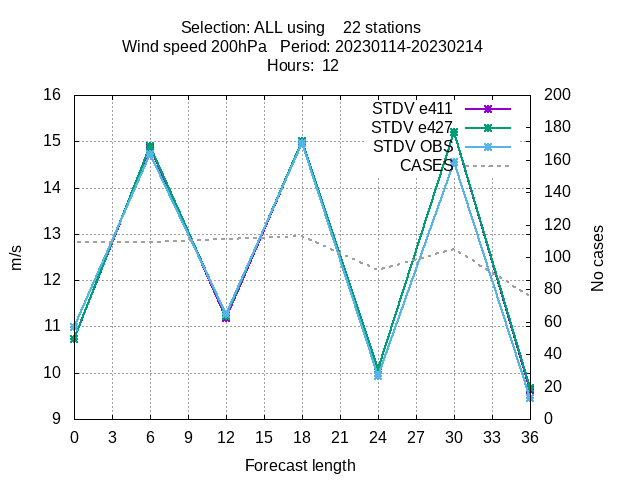 Selection: ALL using    22 stations
Wind speed 200hPa   Period: 20230114-20230214
Hours:  12
STDV e411
STDV e427
STDV OBS
CASES
16
15
14
13
12
11
10
9
200
180
160
140
120
100
80
60
40
20
0
m/s
No cases
0 3 6 9 12 15 18 21 24 27 30 33 36
Forecast length